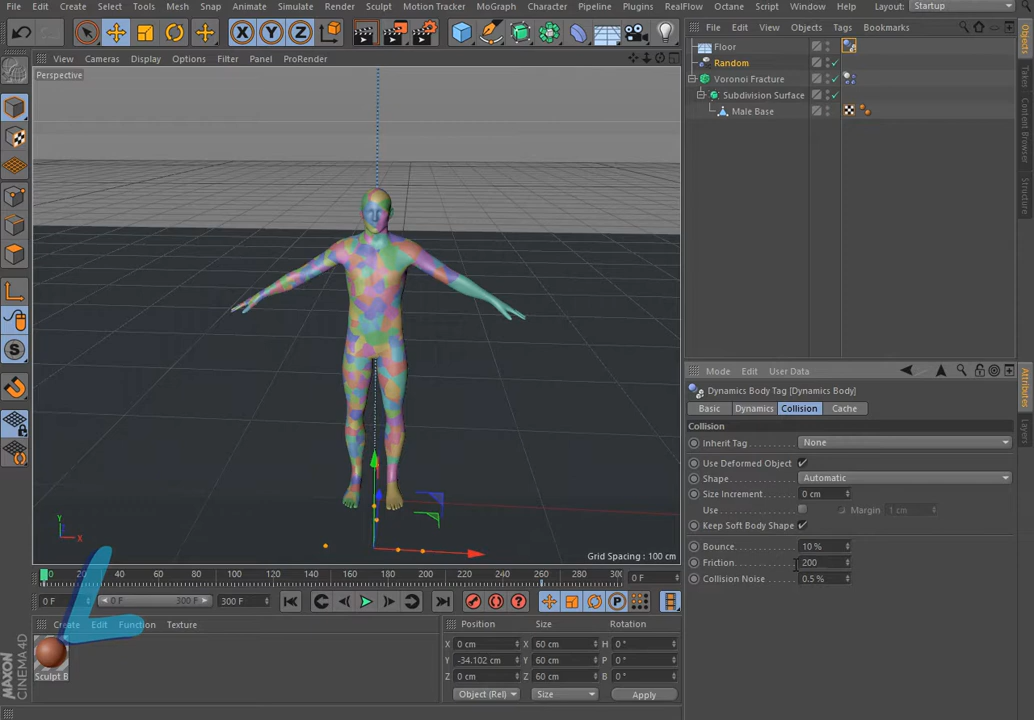 File Edit Create Select Tools Mesh Snap Animate Simulate Render Sculpt Motion Tracker MoGraph Character Pipeline Plugins RealFlow Octane Script Window Help Layout: Startup
X Y Z
File Edit View Objects Tags Bookmarks
View Cameras Display Options Filter Panel ProRender
Perspective
Floor
Random
Voronoi Fracture
Subdivision Surface
Male Base
Objects
Takes
Content Browser
Structure
Mode Edit User Data
Dynamics Body Tag [Dynamics Body]
Basic Dynamics Collision Cache
Collision
Inherit Tag None
Use Deformed Object
Shape Automatic
Size Increment 0 cm
Use Margin 1 cm
Keep Soft Body Shape
Bounce 10 %
Friction 200
Collision Noise 0.5 %
Attributes
Layers
S
Y
X
Grid Spacing : 100 cm
0 20 40 60 80 100 120 140 160 180 200 220 240 260 280 300 0 F
0 F 0 F 300 F 300 F
P
Create Edit Function Texture
Sculpt B
Position Size Rotation
X 0 cm X 60 cm H 0 °
Y -34.102 cm Y 60 cm P 0 °
Z 0 cm Z 60 cm B 0 °
Object (Rel) Size Apply
MAXON
CINEMA 4D